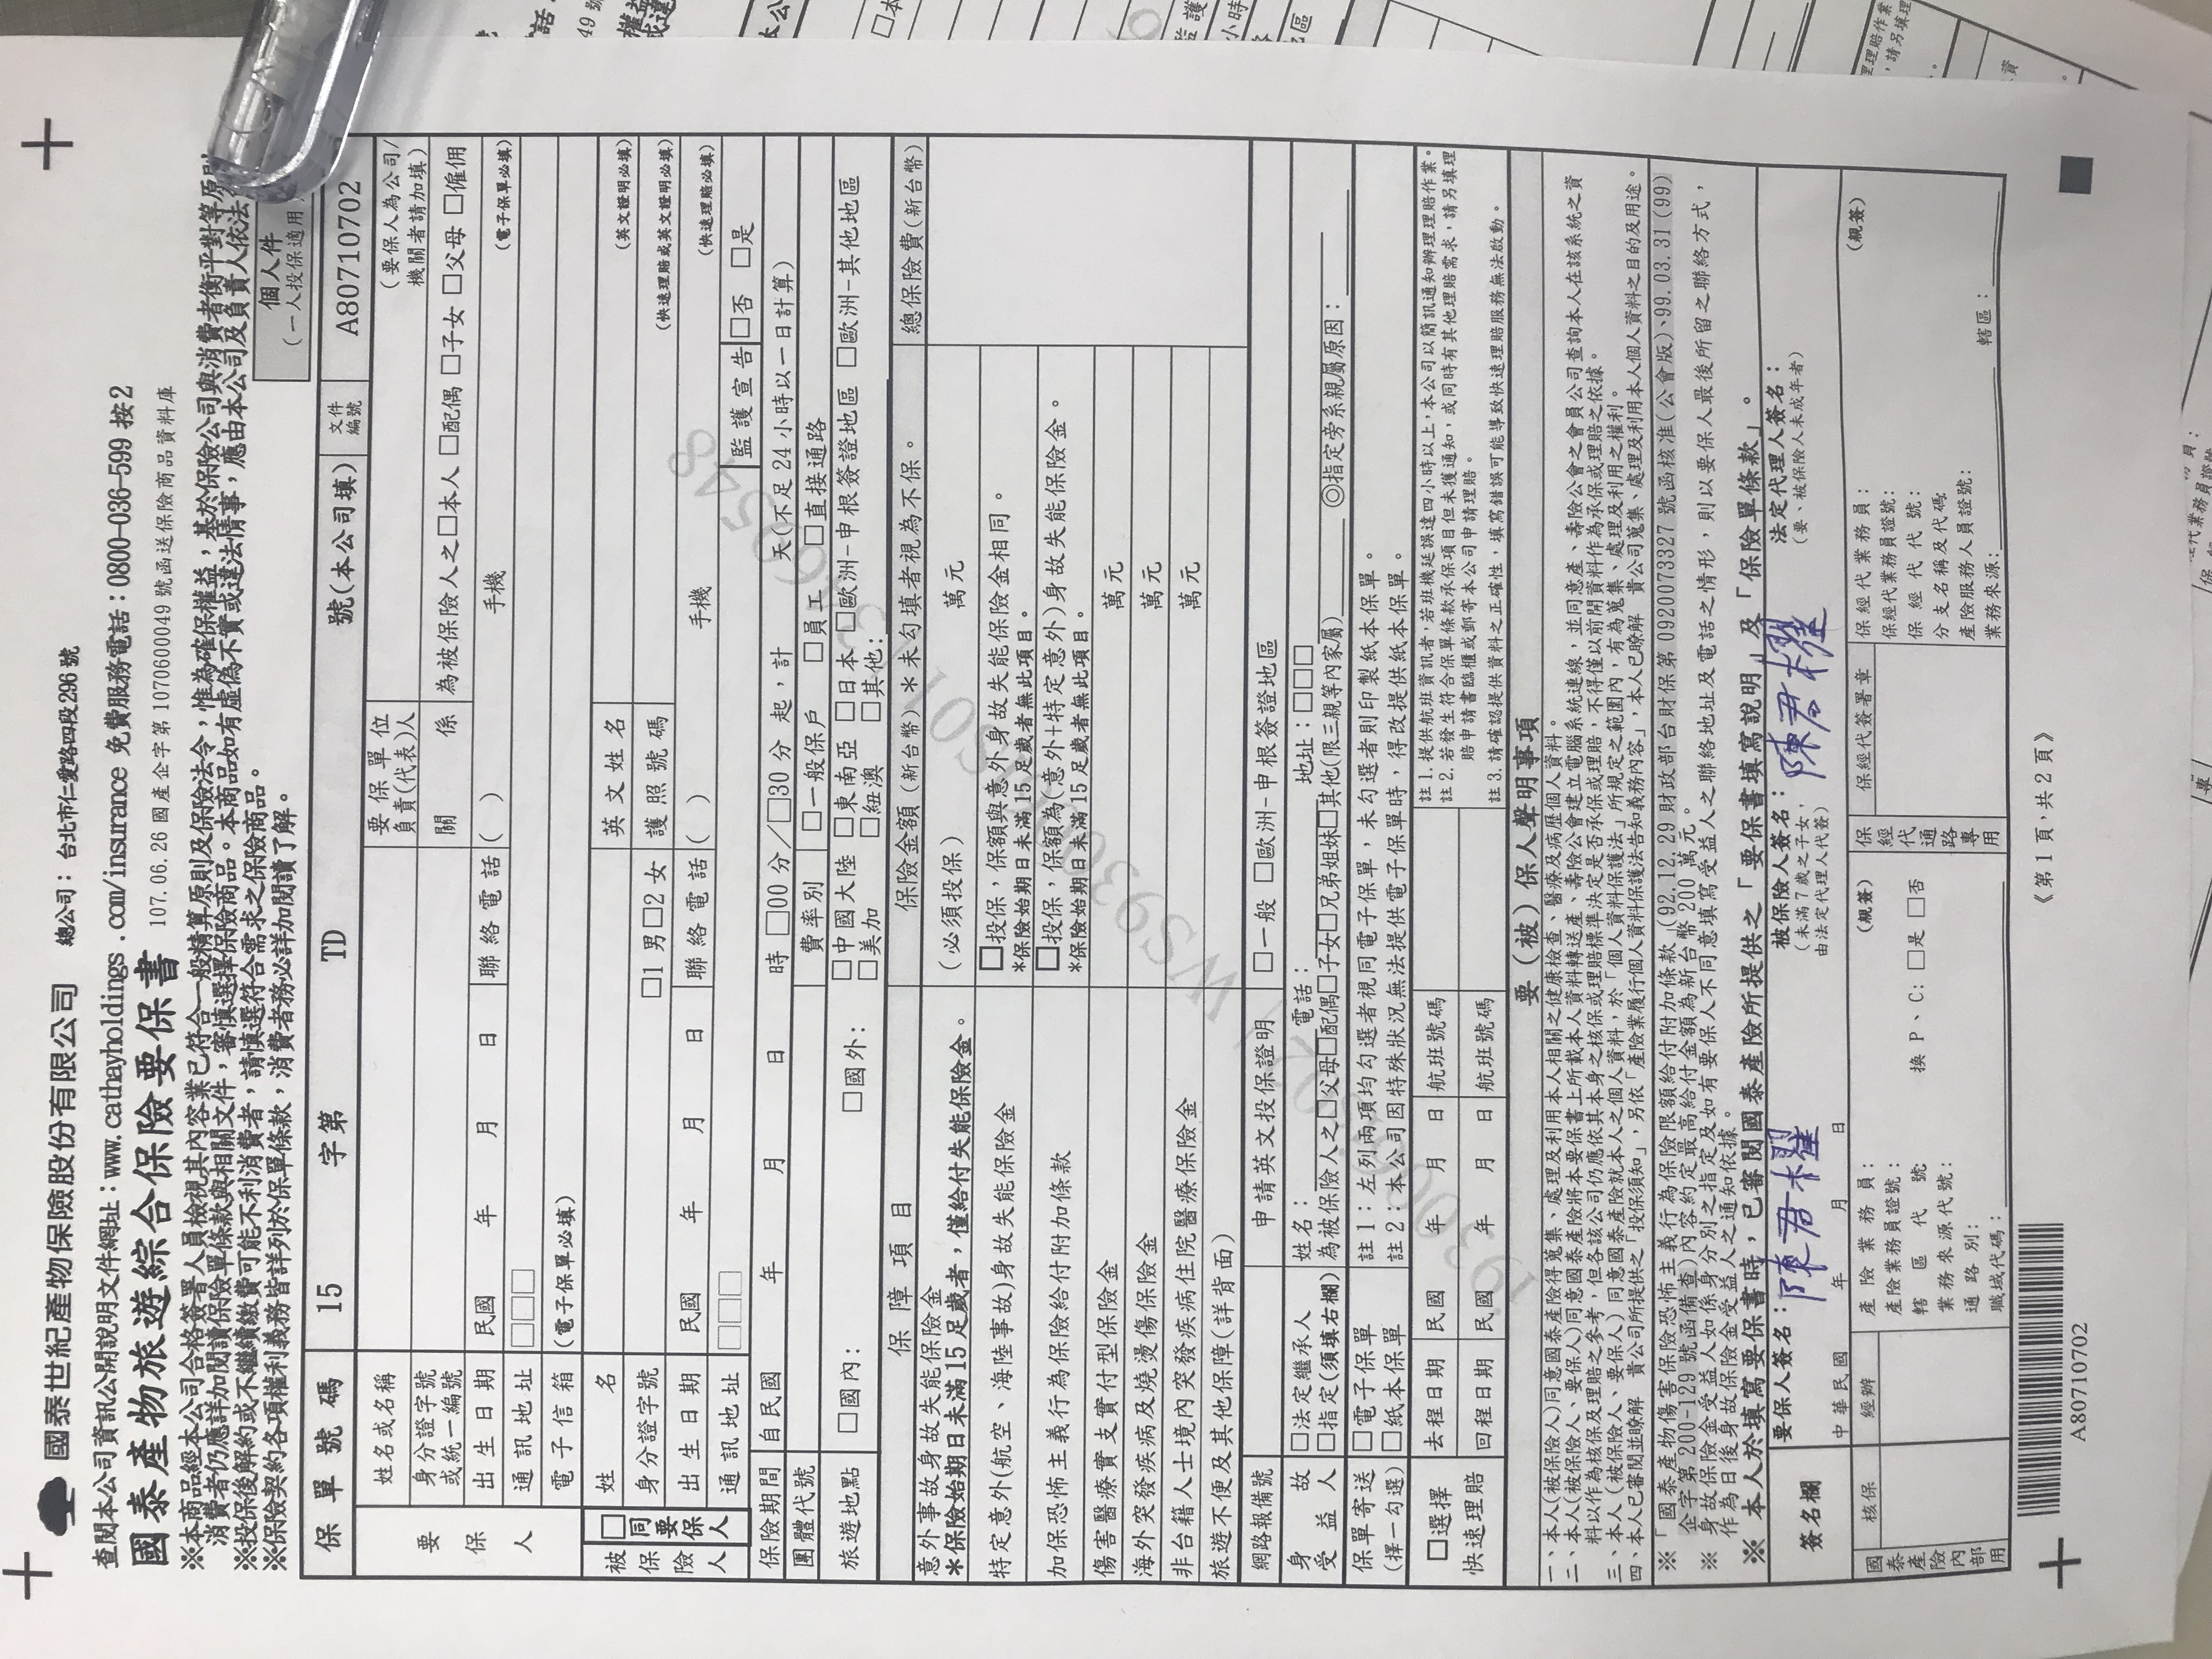 國泰世紀產物保險股份有限公司 總公司：台北市仁愛路四段296號
查閱本公司資訊公開說明文件網址：www.cathayholdings.com/insurance 免費服務電話：0800-036-599 按2
國泰產物旅遊綜合保險要保書 107.06.26 國產企字第 1070600049 號函送保險商品資料庫
※本商品經本公司合格簽署人員檢視其內容業已符合一般精算原則及保險法令，惟為確保權益，基於保險公司與消費者衡平對等原則
消費者仍應詳加閱讀保險單條款與相關文件，審慎選擇保險商品。本商品如有虛偽不實或違法情事，應由本公司及負責人依法
※投保後解約或不繼續繳費可能不利消費者，請慎選符合需求之保險商品。
※保險契約各項權利義務皆詳列於保單條款，消費者務必詳加閱讀了解。
個人件
（一人投保適用
保單號碼 15 字第 TD 號(本公司填) 文件編號 A80710702
要保人
姓名或名稱 要保單位負責(代表)人 （要保人為公司/機關者請加填）
身分證字號或統一編號 關係 為被保險人之□本人 □配偶 □子女 □父母 □僱佣
出生日期 民國 年 月 日 聯絡電話 ( ) 手機 (電子保單必填)
通訊地址 □□□
電子信箱 (電子保單必填)
被保險人 □同要保人
姓名 英文姓名 (英文證明必填)
身分證字號 □1 男□2 女 護照號碼 (快速理賠或英文證明必填)
出生日期 民國 年 月 日 聯絡電話 ( ) 手機 (快速理賠必填)
通訊地址 □□□ 監護宣告 □否 □是
保險期間 自民國 年 月 日 時 □00 分／□30 分 起，計 天(不足 24 小時以一日計算)
團體代號 費率別 □一般保戶 □員工 □直接通路
旅遊地點 □國內: □國外: □中國大陸 □東南亞 □日本 □歐洲-申根簽證地區 □歐洲-其他地區
□美加 □紐澳 □其他:
保障項目 保險金額（新台幣）＊未勾填者視為不保。 總保險費(新台幣)
意外事故身故失能保險金
＊保險始期日未滿 15 足歲者，僅給付失能保險金。 （必須投保） 萬元
特定意外(航空、海陸事故)身故失能保險金 □投保，保額與意外身故失能保險金相同。
*保險始期日未滿 15 足歲者無此項目。
加保恐怖主義行為保險給付附加條款 □投保，保額為(意外+特定意外)身故失能保險金。
*保險始期日未滿 15 足歲者無此項目。
傷害醫療實支實付型保險金 萬元
海外突發疾病及燒燙傷保險金 萬元
非台籍人士境內突發疾病住院醫療保險金 萬元
旅遊不便及其他保障(詳背面)
網路報備號 申請英文投保證明 □一般 □歐洲-申根簽證地區
身故受益人 □法定繼承人 姓名： 電話： 地址：□□□
□指定(須填右欄) 為被保險人之□父母□配偶□子女□兄弟姐妹□其他(限三親等內家屬) ◎指定旁系親屬原因：
保單寄送 □電子保單 註 1：左列兩項均勾選者視同電子保單，未勾選者則印製紙本保單。
(擇一勾選) □紙本保單 註 2：本公司因特殊狀況無法提供電子保單時，得改提供紙本保單。
□選擇快速理賠
去程日期 民國 年 月 日 航班號碼
回程日期 民國 年 月 日 航班號碼
註 1.提供航班資訊者,若班機延誤達四小時以上,本公司以簡訊通知辦理理賠作業。
註 2.若發生符合保單條款承保項目但未獲通知，或同時有其他理賠需求，請另填理
賠申請書臨櫃或郵寄本公司申請理賠。
註 3.請確認提供資料之正確性，填寫錯誤可能導致快速理賠服務無法啟動。
要（被）保人聲明事項
一、本人(被保險人)同意國泰產險得蒐集、處理及利用本人相關之健康檢查、醫療及病歷個人資料。
二、本人(被保險人、要保人)同意國泰產險將本要保書上所載本人資料轉送產、壽險公會建立電腦系統連線，並同意產、壽險公會之會員公司查詢本人在該系統之資
料以作為核保及理賠之參考，但各該公司仍應依其本身之核保或理賠標準決定是否承保或理賠，不得僅以前開資料作為承保或理賠之依據。
三、本人（被保險人、要保人）同意國泰產險就本人之個人資料，於「個人資料保護法」所規定之範圍內，有為蒐集、處理及利用之權利。
四、本人已審閱並瞭解 貴公司所提供之「投保須知」，另依「產險業履行個人資料保護法告知義務內容」，本人已瞭解 貴公司蒐集、處理及利用本人個人資料之目的及用途。
※「國泰產物傷害保險恐怖主義行為保險限額給付附加條款」(92.12.29 財政部台財保第 0920073327 號函核准(公會版)、99.03.31(99)
企字第 200-129 號函備查)內容約定最高給付金額為新台幣 200 萬元。
※ 身故保險金受益人如係身分別之指定及如有要保人不同意填寫受益人之聯絡地址及電話之情形，則以要保人最後所留之聯絡方式，
作為日後身故保險金受益人之通知依據。
※ 本人於填寫要保書時，已審閱國泰產險所提供之「要保書填寫說明」及「保險單條款」。
簽名欄 要保人簽名：陳君櫂 被保險人簽名：陳君櫂 法定代理人簽名：
（未滿 7 歲之子女，由法定代理人代簽） （要、被保險人未成年者）
中華民國 年 月 日
國泰產險內部用 核保 經辦
產險業務員： (親簽)
產險業務員證號：
轄區代號 換 P、C: □是 □否
業務來源代號：
通路別：
職域代碼：
保經代通路專用 保經代簽署章
保經代業務員： (親簽)
保經代業務員證號：
保經代代號：
分支名稱及代碼:
產險服務人員證號：
業務來源: 轄區：
A80710702
《第 1 頁，共 2 頁》